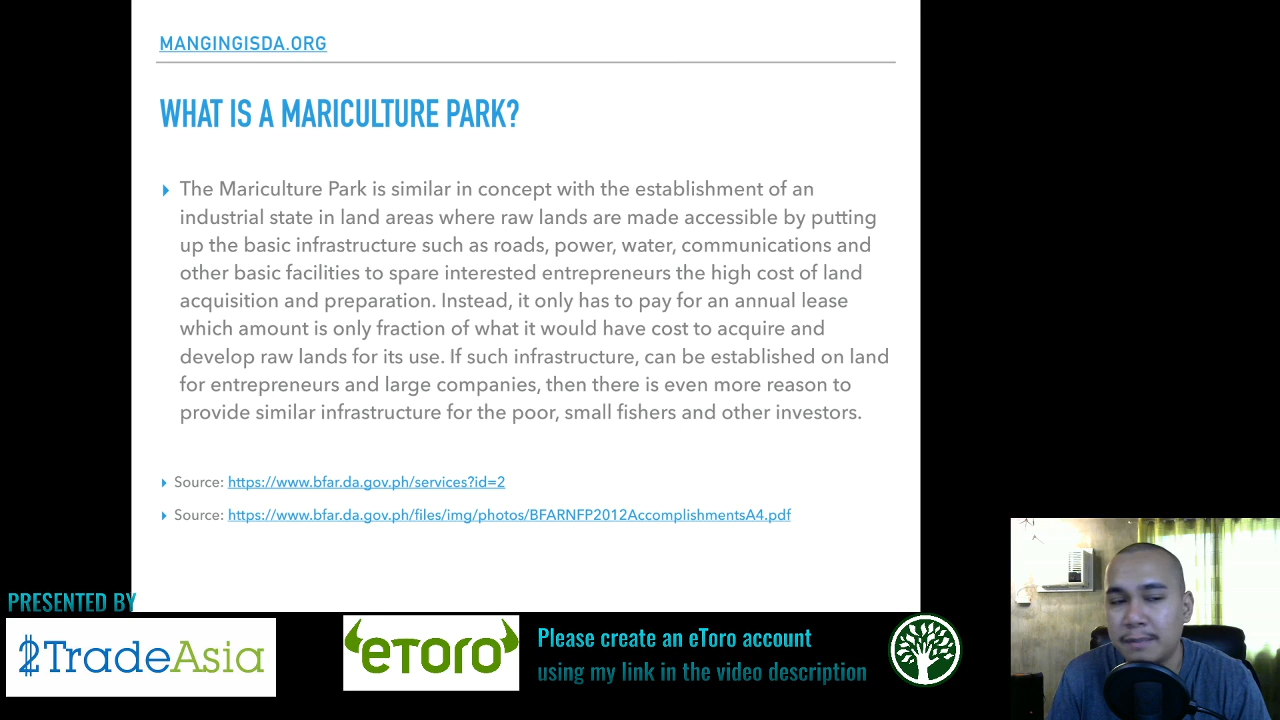 MANGINGISDA.ORG
WHAT IS A MARICULTURE PARK?
The Mariculture Park is similar in concept with the establishment of an
industrial state in land areas where raw lands are made accessible by putting
up the basic infrastructure such as roads, power, water, communications and
other basic facilities to spare interested entrepreneurs the high cost of land
acquisition and preparation. Instead, it only has to pay for an annual lease
which amount is only fraction of what it would have cost to acquire and
develop raw lands for its use. If such infrastructure, can be established on land
for entrepreneurs and large companies, then there is even more reason to
provide similar infrastructure for the poor, small fishers and other investors.
Source: https://www.bfar.da.gov.ph/services?id=2
Source: https://www.bfar.da.gov.ph/files/img/photos/BFARNFP2012AccomplishmentsA4.pdf
PRESENTED BY
2TradeAsia
eToro
Please create an eToro account
using my link in the video description